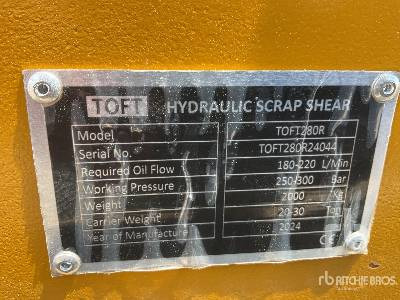 TOFT HYDRAULIC SCRAP SHEAR
Model TOFT280R
Serial No. TOFT280R24044
Required Oil Flow 180-220 L/Min
Working Pressure 250/300 Bar
Weight 2000 Kg
Carrier Weight 20-30 Ton
Year of Manufacture 2024
CE
rb RITCHIE BROS.